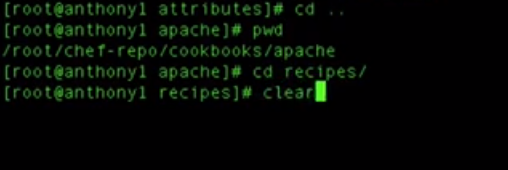 [root@anthony1 attributes]# cd ..
[root@anthony1 apache]# pwd
/root/chef-repo/cookbooks/apache
[root@anthony1 apache]# cd recipes/
[root@anthony1 recipes]# clear